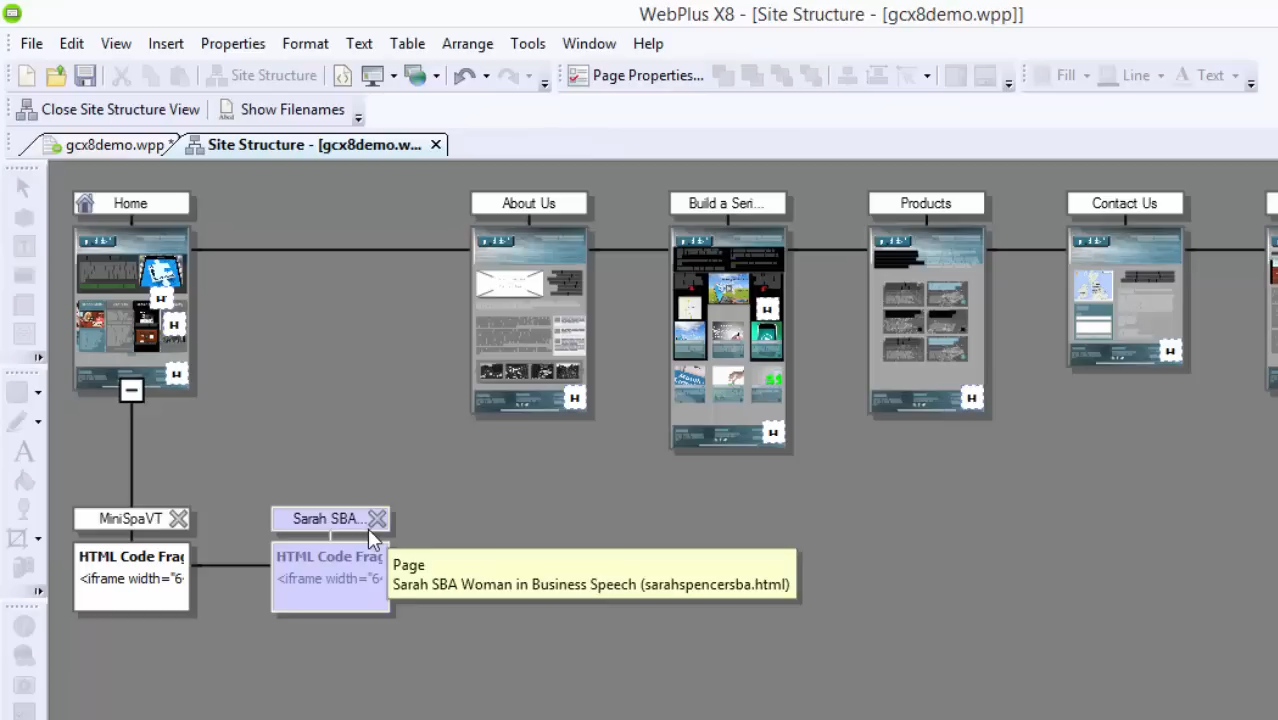 WebPlus X8 - [Site Structure - [gcx8demo.wpp]]
File Edit View Insert Properties Format Text Table Arrange Tools Window Help
Site Structure Page Properties... Fill Line A Text
Close Site Structure View Show Filenames
gcx8demo.wpp * Site Structure - [gcx8demo.w...
Home About Us Build a Seri... Products Contact Us
MiniSpaVT Sarah SBA...
HTML Code Frag HTML Code Frag
<iframe width="6 <iframe width="6
Page
Sarah SBA Woman in Business Speech (sarahspencersba.html)